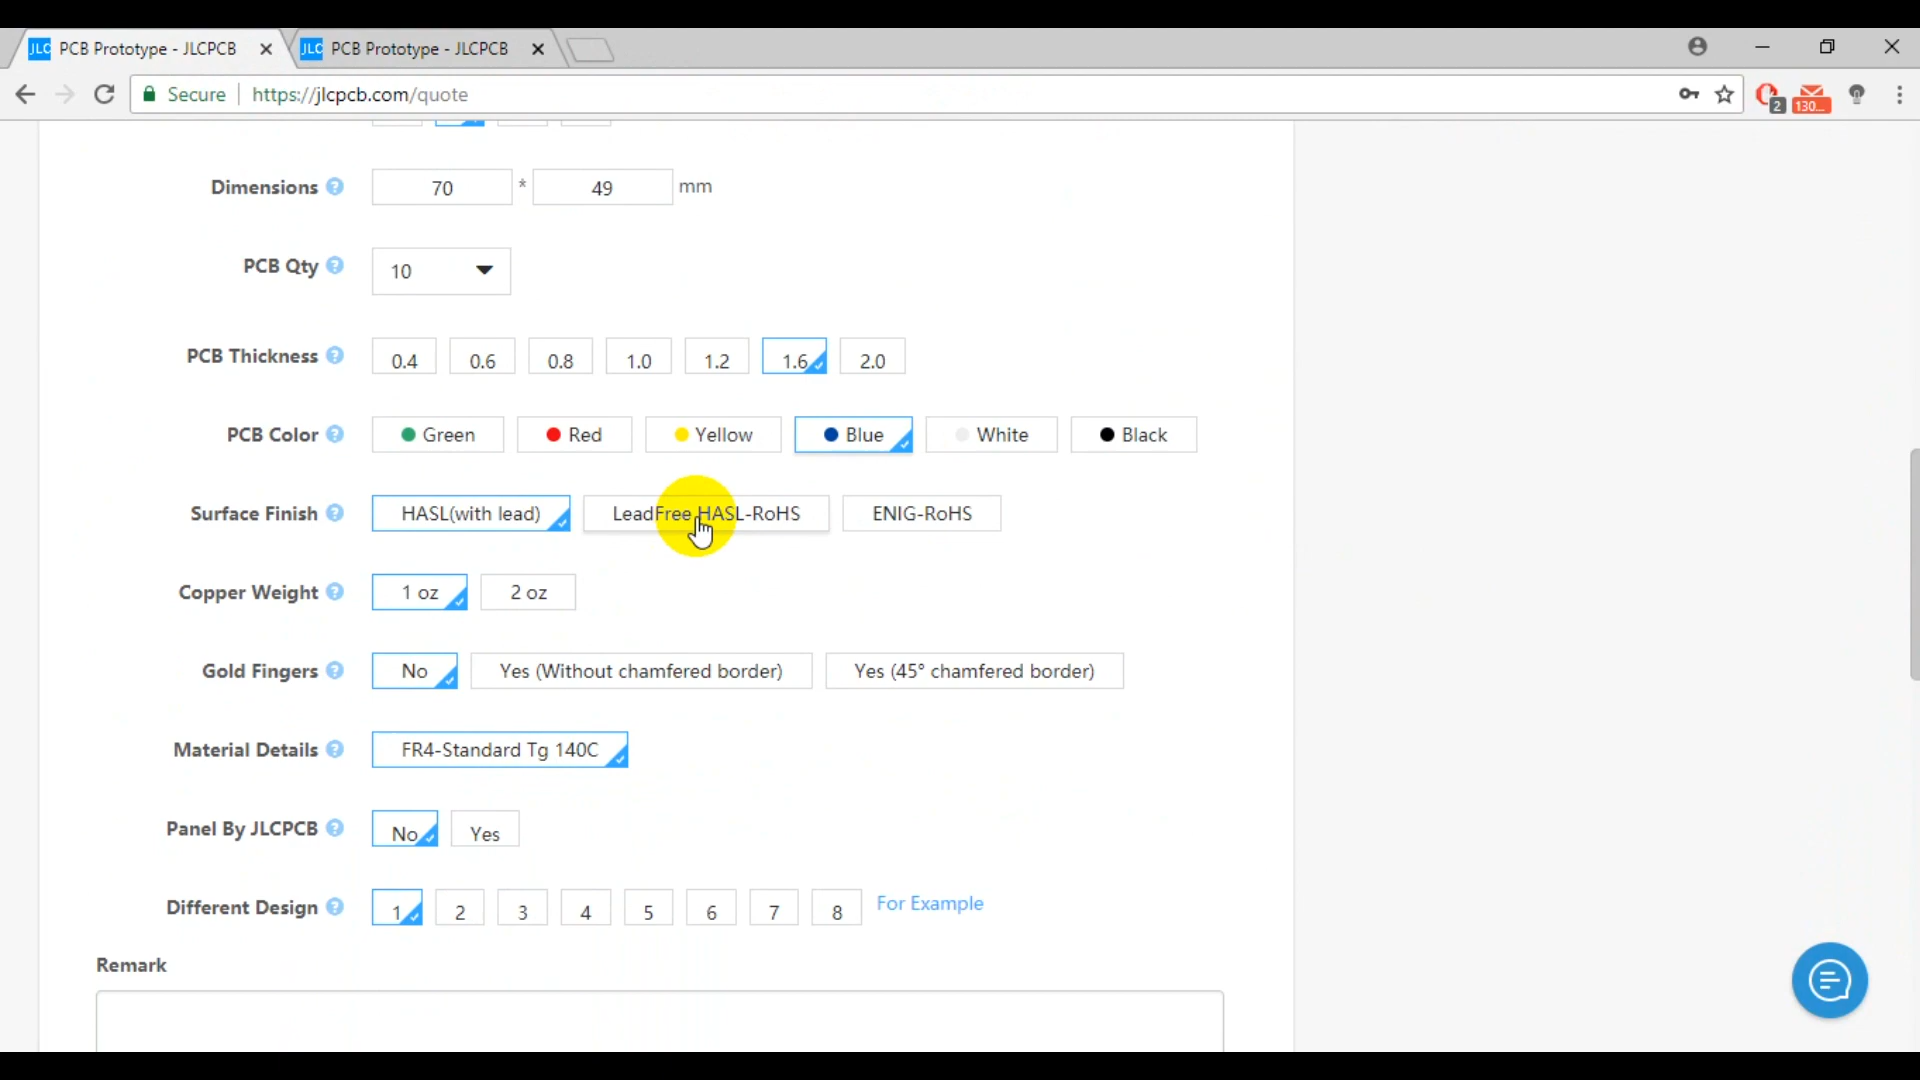 JLC PCB Prototype - JLCPCB JLC PCB Prototype - JLCPCB
Secure https://jlcpcb.com/quote 2 130...
Dimensions ? 70 * 49 mm
PCB Qty ? 10
PCB Thickness ? 0.4 0.6 0.8 1.0 1.2 1.6 2.0
PCB Color ? Green Red Yellow Blue White Black
Surface Finish ? HASL(with lead) LeadFree HASL-RoHS ENIG-RoHS
Copper Weight ? 1 oz 2 oz
Gold Fingers ? No Yes (Without chamfered border) Yes (45° chamfered border)
Material Details ? FR4-Standard Tg 140C
Panel By JLCPCB ? No Yes
Different Design ? 1 2 3 4 5 6 7 8 For Example
Remark